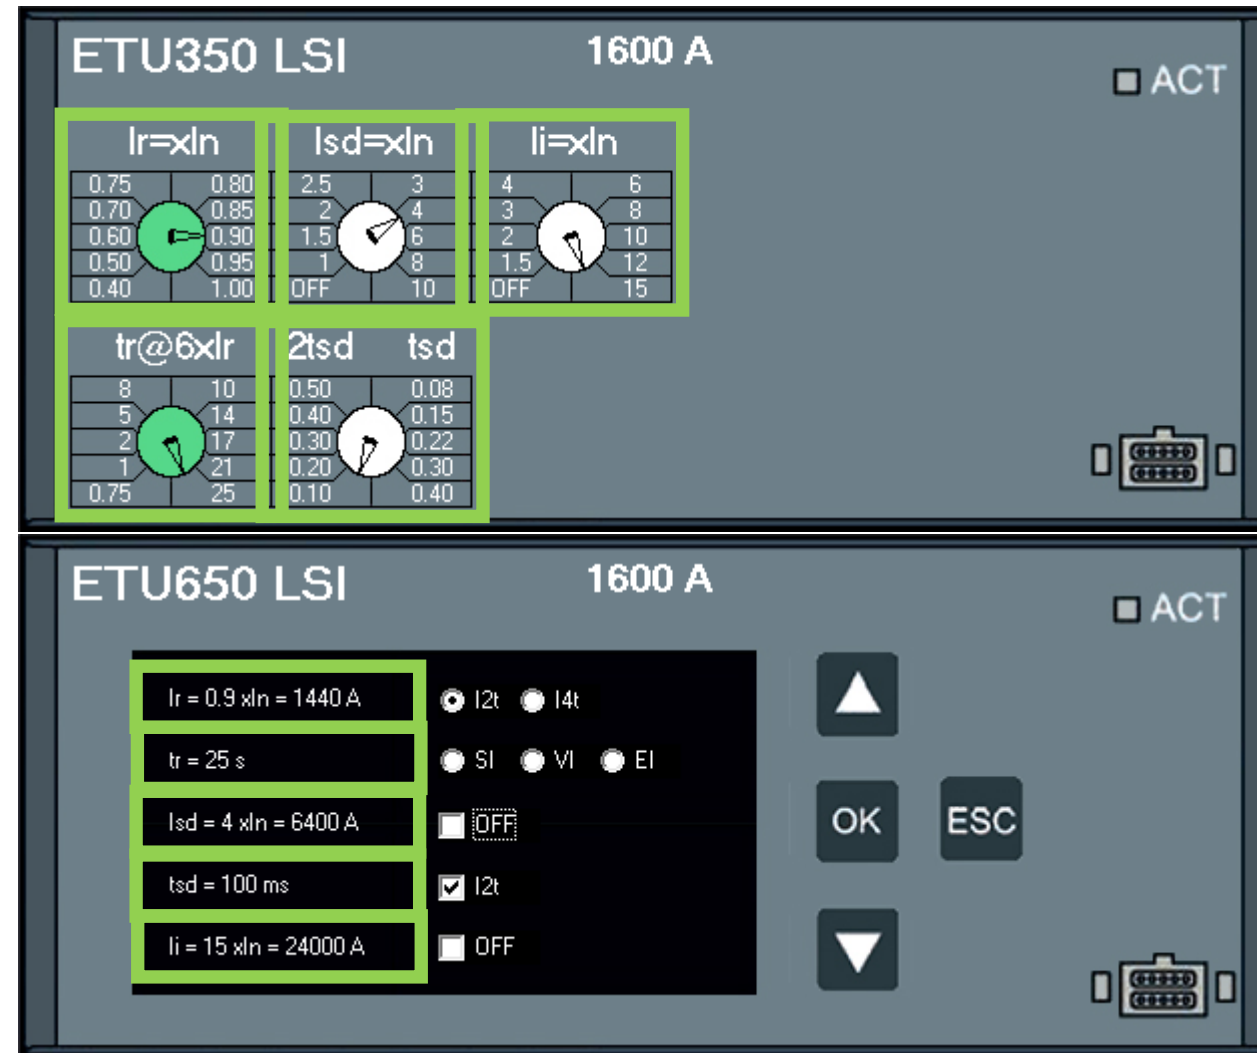 ETU350 LSI 1600 A
ACT
Ir=xIn Isd=xIn Ii=xIn
0.75 0.80 2.5 3 4 6
0.70 0.85 2 4 3 8
0.60 0.90 1.5 6 2 10
0.50 0.95 1 8 1.5 12
0.40 1.00 OFF 10 OFF 15
tr@6xIr 2tsd tsd
8 10 0.50 0.08
5 14 0.40 0.15
2 17 0.30 0.22
1 21 0.20 0.30
0.75 25 0.10 0.40
ETU650 LSI 1600 A
ACT
Ir = 0.9 xIn = 1440 A I2t I4t
tr = 25 s SI VI EI
Isd = 4 xIn = 6400 A OFF
OK ESC
tsd = 100 ms I2t
Ii = 15 xIn = 24000 A OFF